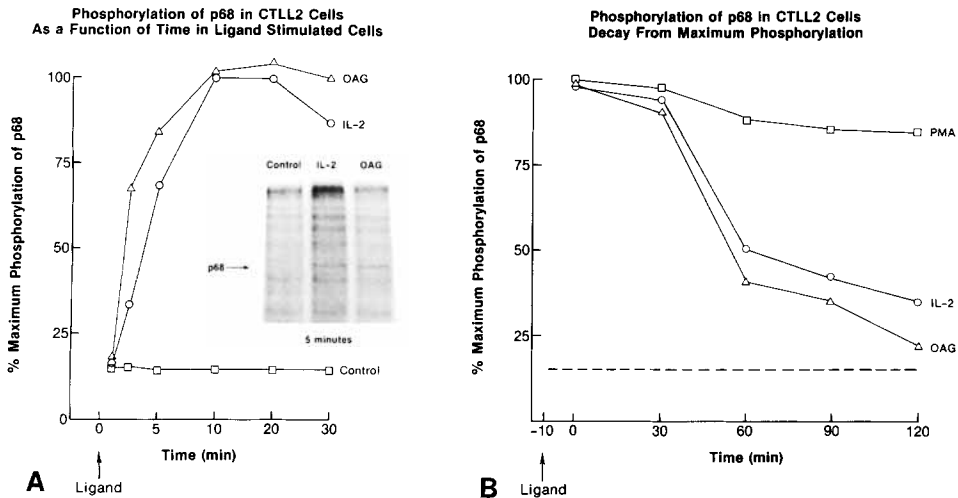 Phosphorylation of p68 in CTLL2 Cells
As a Function of Time in Ligand Stimulated Cells
% Maximum Phosphorylation of p68
100
75
50
25
0
OAG
IL-2
Control
Control IL-2 OAG
p68
5 minutes
0 5 10 20 30
Time (min)
Ligand
A
Phosphorylation of p68 in CTLL2 Cells
Decay From Maximum Phosphorylation
% Maximum Phosphorylation of p68
100
75
50
25
0
PMA
IL-2
OAG
-10 0 30 60 90 120
Time (min)
Ligand
B